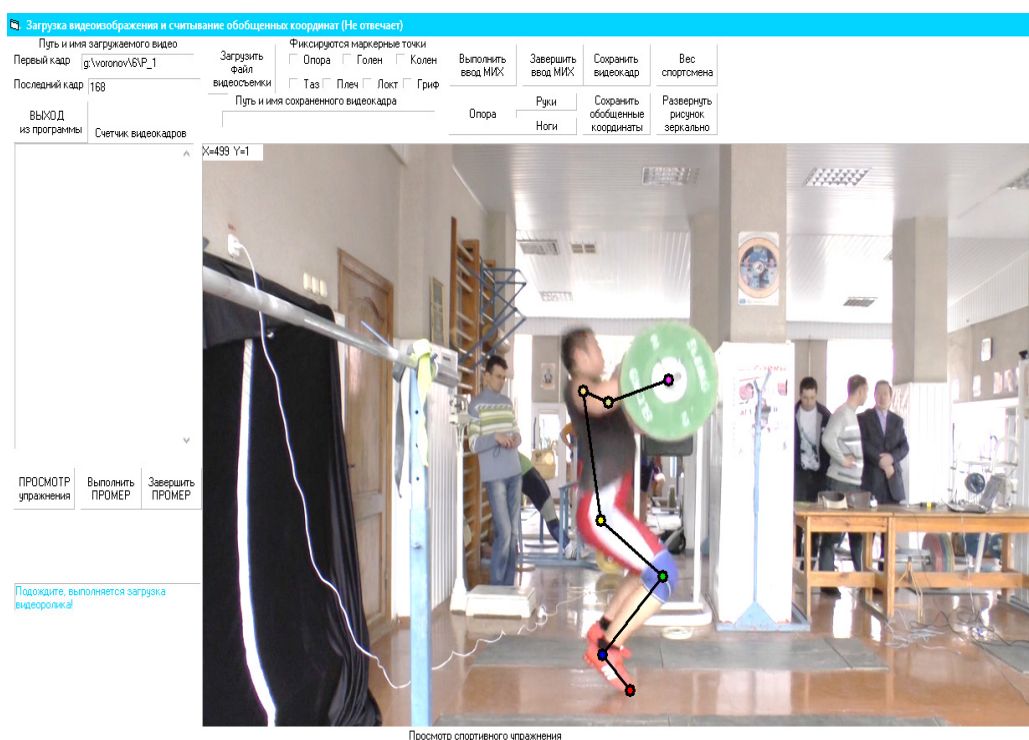 Загрузка видеоизображения и считывание обобщенных координат (Не отвечает)
Путь и имя загружаемого видео
Первый кадр g:\voronov\6\P_1
Последний кадр 168
ВЫХОД
из программы
Счетчик видеокадров
Загрузить
файл
видеосъемки
Фиксируются маркерные точки
Опора Голен Колен
Таз Плеч Локт Гриф
Путь и имя сохраненного видеокадра
Выполнить
ввод МИХ
Завершить
ввод МИХ
Сохранить
видеокадр
Вес
спортсмена
Опора
Руки
Ноги
Сохранить
обобщенные
координаты
Развернуть
рисунок
зеркально
X=499 Y=1
ПРОСМОТР
упражнения
Выполнить
ПРОМЕР
Завершить
ПРОМЕР
Подождите, выполняется загрузка
видеоролика!
Просмотр спортивного упражнения